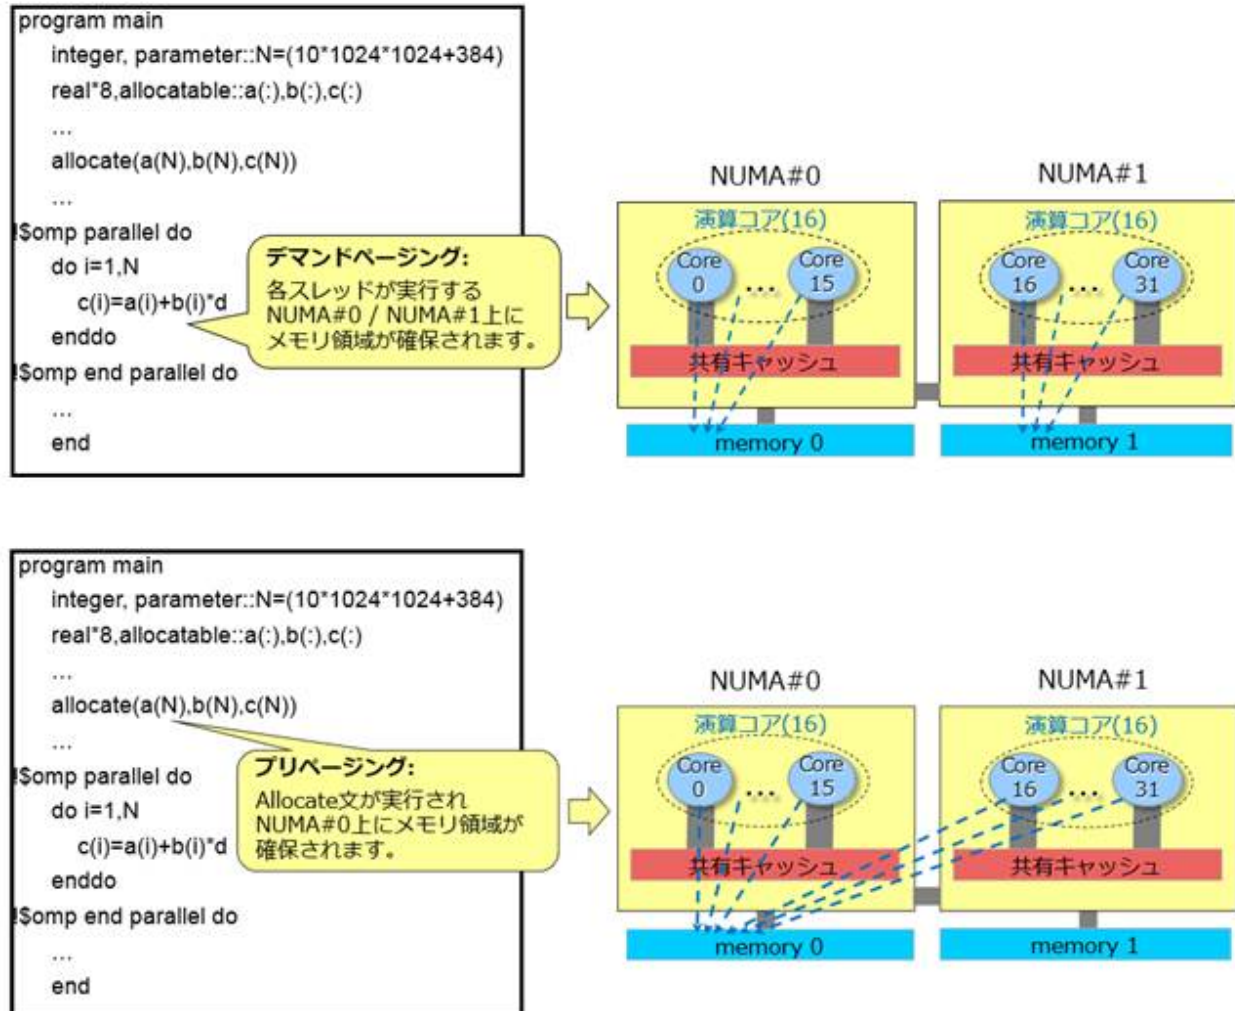 program main
integer, parameter::N=(10*1024*1024+384)
real*8,allocatable::a(:),b(:),c(:)
...
allocate(a(N),b(N),c(N))
...
!$omp parallel do
do i=1,N
c(i)=a(i)+b(i)*d
enddo
!$omp end parallel do
...
end
デマンドページング:
各スレッドが実行する
NUMA#0 / NUMA#1上に
メモリ領域が確保されます。
NUMA#0
演算コア(16)
Core
0
...
Core
15
共有キャッシュ
memory 0
NUMA#1
演算コア(16)
Core
16
...
Core
31
共有キャッシュ
memory 1
program main
integer, parameter::N=(10*1024*1024+384)
real*8,allocatable::a(:),b(:),c(:)
...
allocate(a(N),b(N),c(N))
...
!$omp parallel do
do i=1,N
c(i)=a(i)+b(i)*d
enddo
!$omp end parallel do
...
end
プリページング:
Allocate文が実行され
NUMA#0上にメモリ領域が
確保されます。
NUMA#0
演算コア(16)
Core
0
...
Core
15
共有キャッシュ
memory 0
NUMA#1
演算コア(16)
Core
16
...
Core
31
共有キャッシュ
memory 1